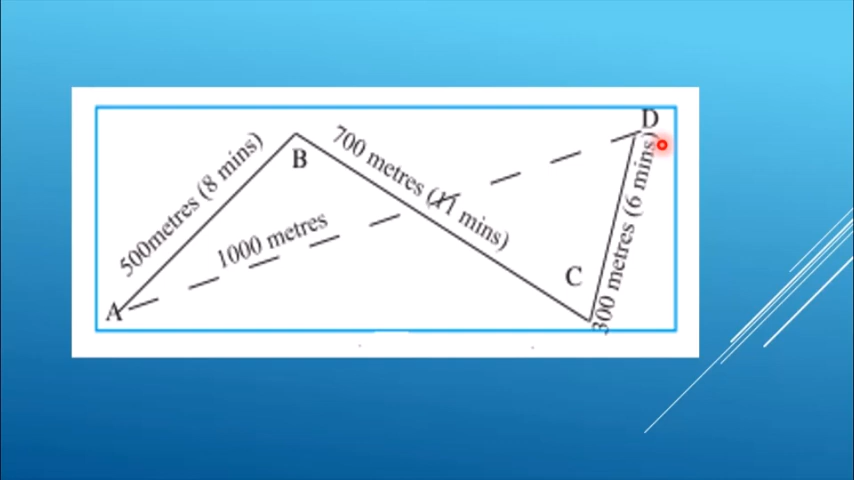 D
700 metres (11 mins)
B
500metres (8 mins)
300 metres (6 mins)
1000 metres
C
A